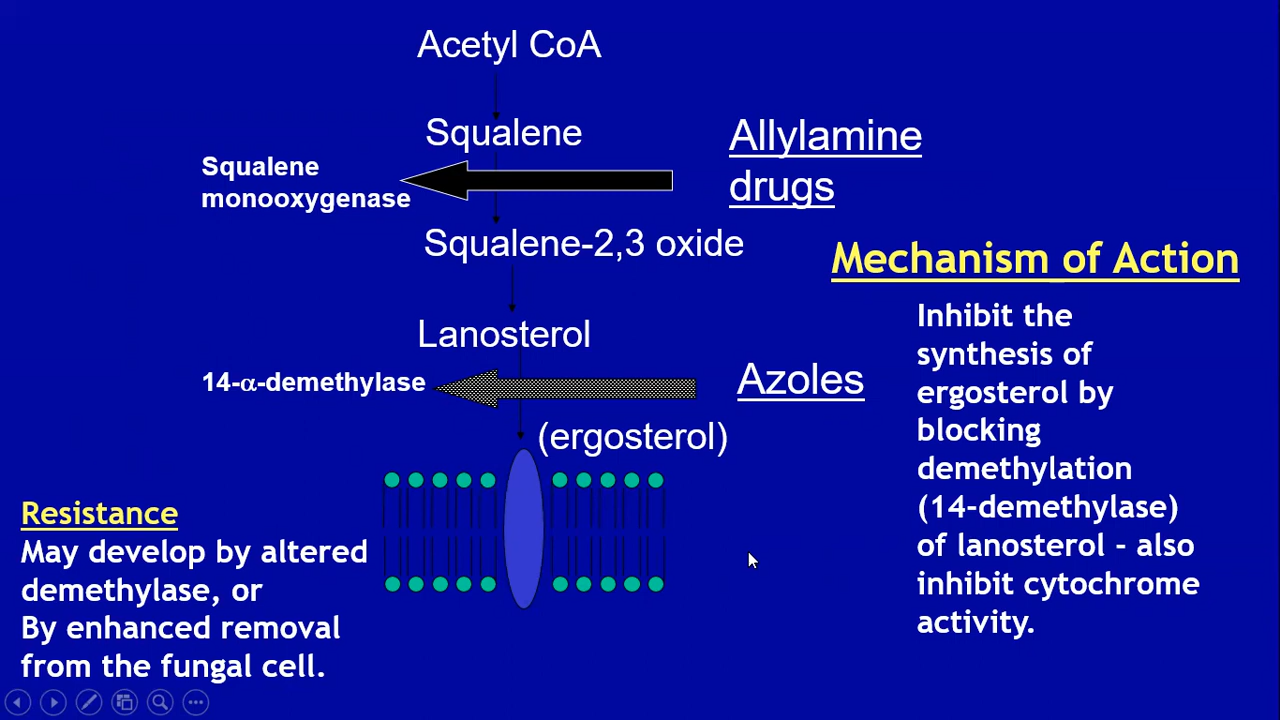 Acetyl CoA
Squalene
Squalene
monooxygenase
Allylamine
drugs
Squalene-2,3 oxide
Lanosterol
14-α-demethylase
Azoles
(ergosterol)
Mechanism of Action
Inhibit the
synthesis of
ergosterol by
blocking
demethylation
(14-demethylase)
of lanosterol - also
inhibit cytochrome
activity.
Resistance
May develop by altered
demethylase, or
By enhanced removal
from the fungal cell.